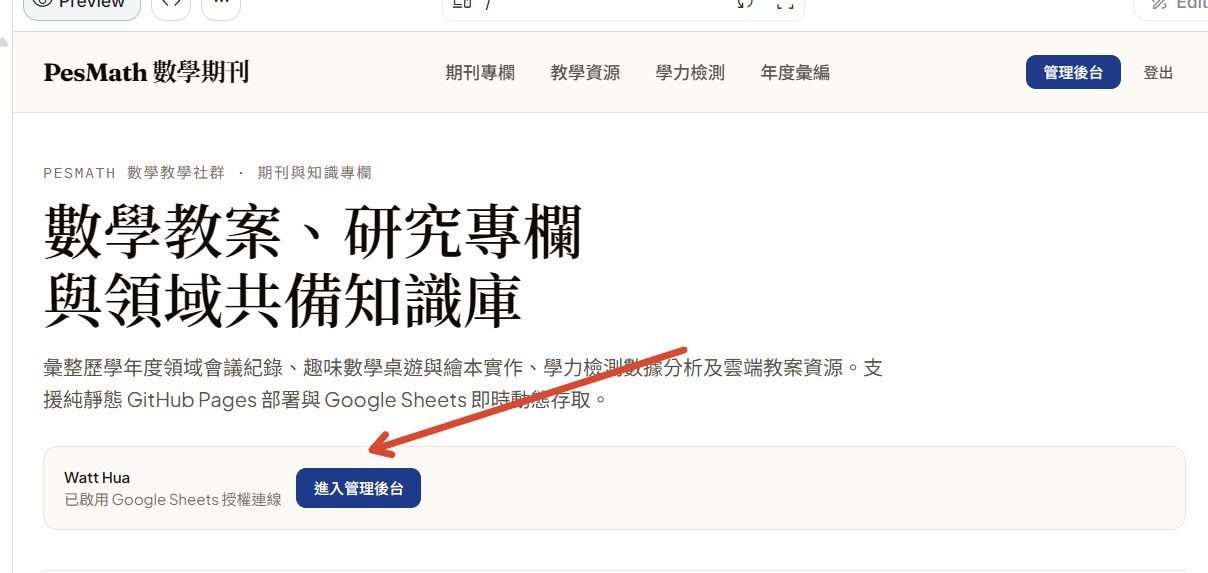 Preview
/
Edit
PesMath 數學期刊
期刊專欄
教學資源
學力檢測
年度彙編
管理後台
登出
PESMATH 數學教學社群 · 期刊與知識專欄
數學教案、研究專欄
與領域共備知識庫
彙整歷學年度領域會議紀錄、趣味數學桌遊與繪本實作、學力檢測數據分析及雲端教案資源。支
援純靜態 GitHub Pages 部署與 Google Sheets 即時動態存取。
Watt Hua
已啟用 Google Sheets 授權連線
進入管理後台